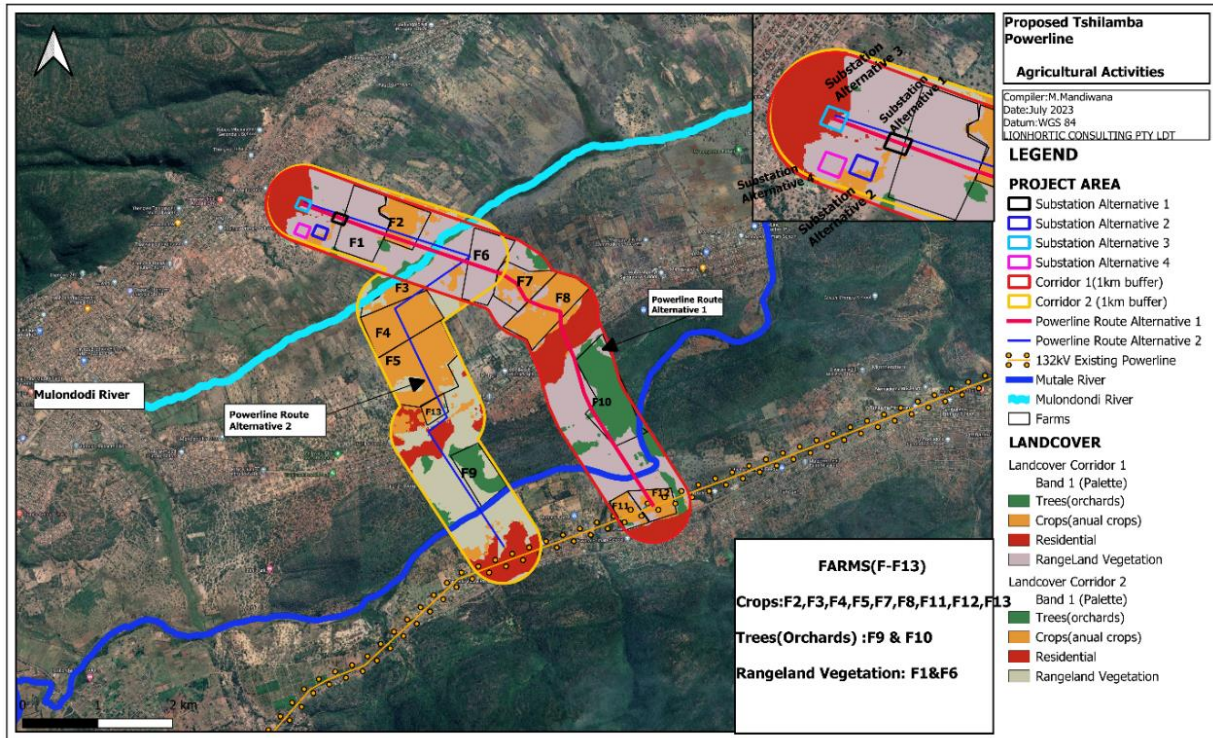 Proposed Tshilamba
Powerline
Agricultural Activities
Compiler:M.Mandiwana
Date:July 2023
Datum:WGS 84
LIONHORTIC CONSULTING PTY LDT
LEGEND
PROJECT AREA
Substation Alternative 1
Substation Alternative 2
Substation Alternative 3
Substation Alternative 4
Corridor 1(1km buffer)
Corridor 2 (1km buffer)
Powerline Route Alternative 1
Powerline Route Alternative 2
132kV Existing Powerline
Mutale River
Mulondondi River
Farms
LANDCOVER
Landcover Corridor 1
Band 1 (Palette)
Trees(orchards)
Crops(anual crops)
Residential
RangeLand Vegetation
Landcover Corridor 2
Band 1 (Palette)
Trees(orchards)
Crops(anual crops)
Residential
Rangeland Vegetation
Substation
Alternative 3
Substation
Alternative 1
Substation
Alternative 4
Substation
Alternative 2
F1
F2
F6
F3
F7
F8
F4
F5
F13
F10
F9
F11
F12
Powerline Route
Alternative 1
Mulondodi River
Powerline Route
Alternative 2
FARMS(F-F13)
Crops:F2,F3,F4,F5,F7,F8,F11,F12,F13
Trees(Orchards) :F9 & F10
Rangeland Vegetation: F1&F6
0 1 2 km